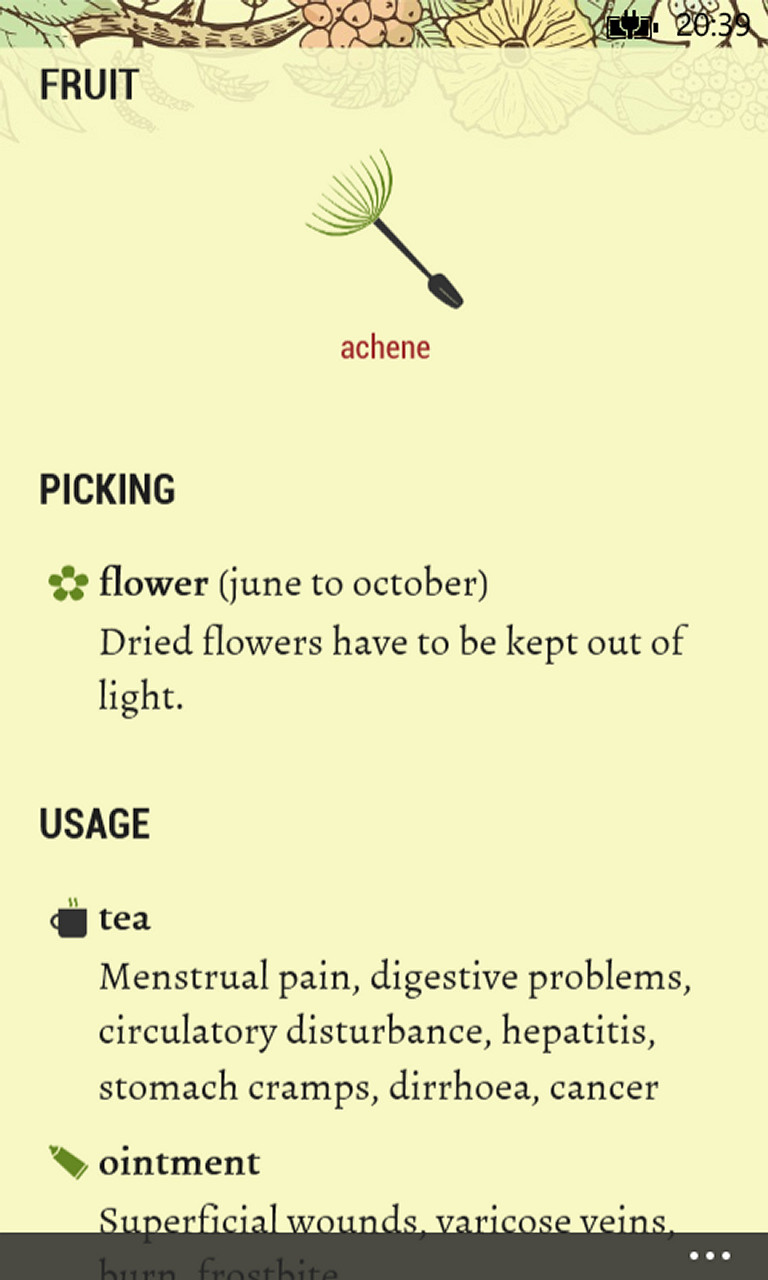 20:39
FRUIT
achene
PICKING
flower (june to october)
Dried flowers have to be kept out of
light.
USAGE
tea
Menstrual pain, digestive problems,
circulatory disturbance, hepatitis,
stomach cramps, dirrhoea, cancer
ointment
Superficial wounds, varicose veins,
burn, frostbite